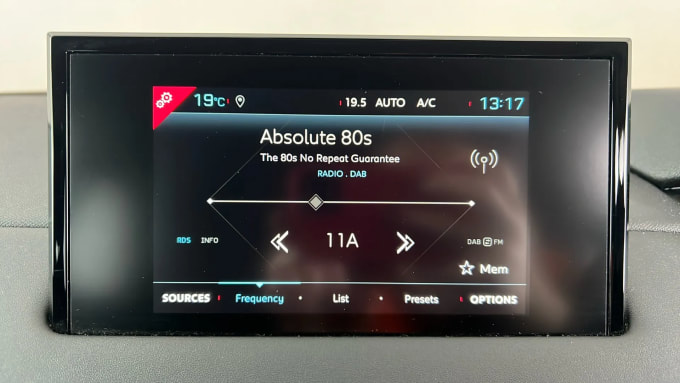 19°C 19.5 AUTO A/C 13:17
Absolute 80s
The 80s No Repeat Guarantee
RADIO . DAB
RDS INFO 11A DAB FM
Mem
SOURCES Frequency List Presets OPTIONS